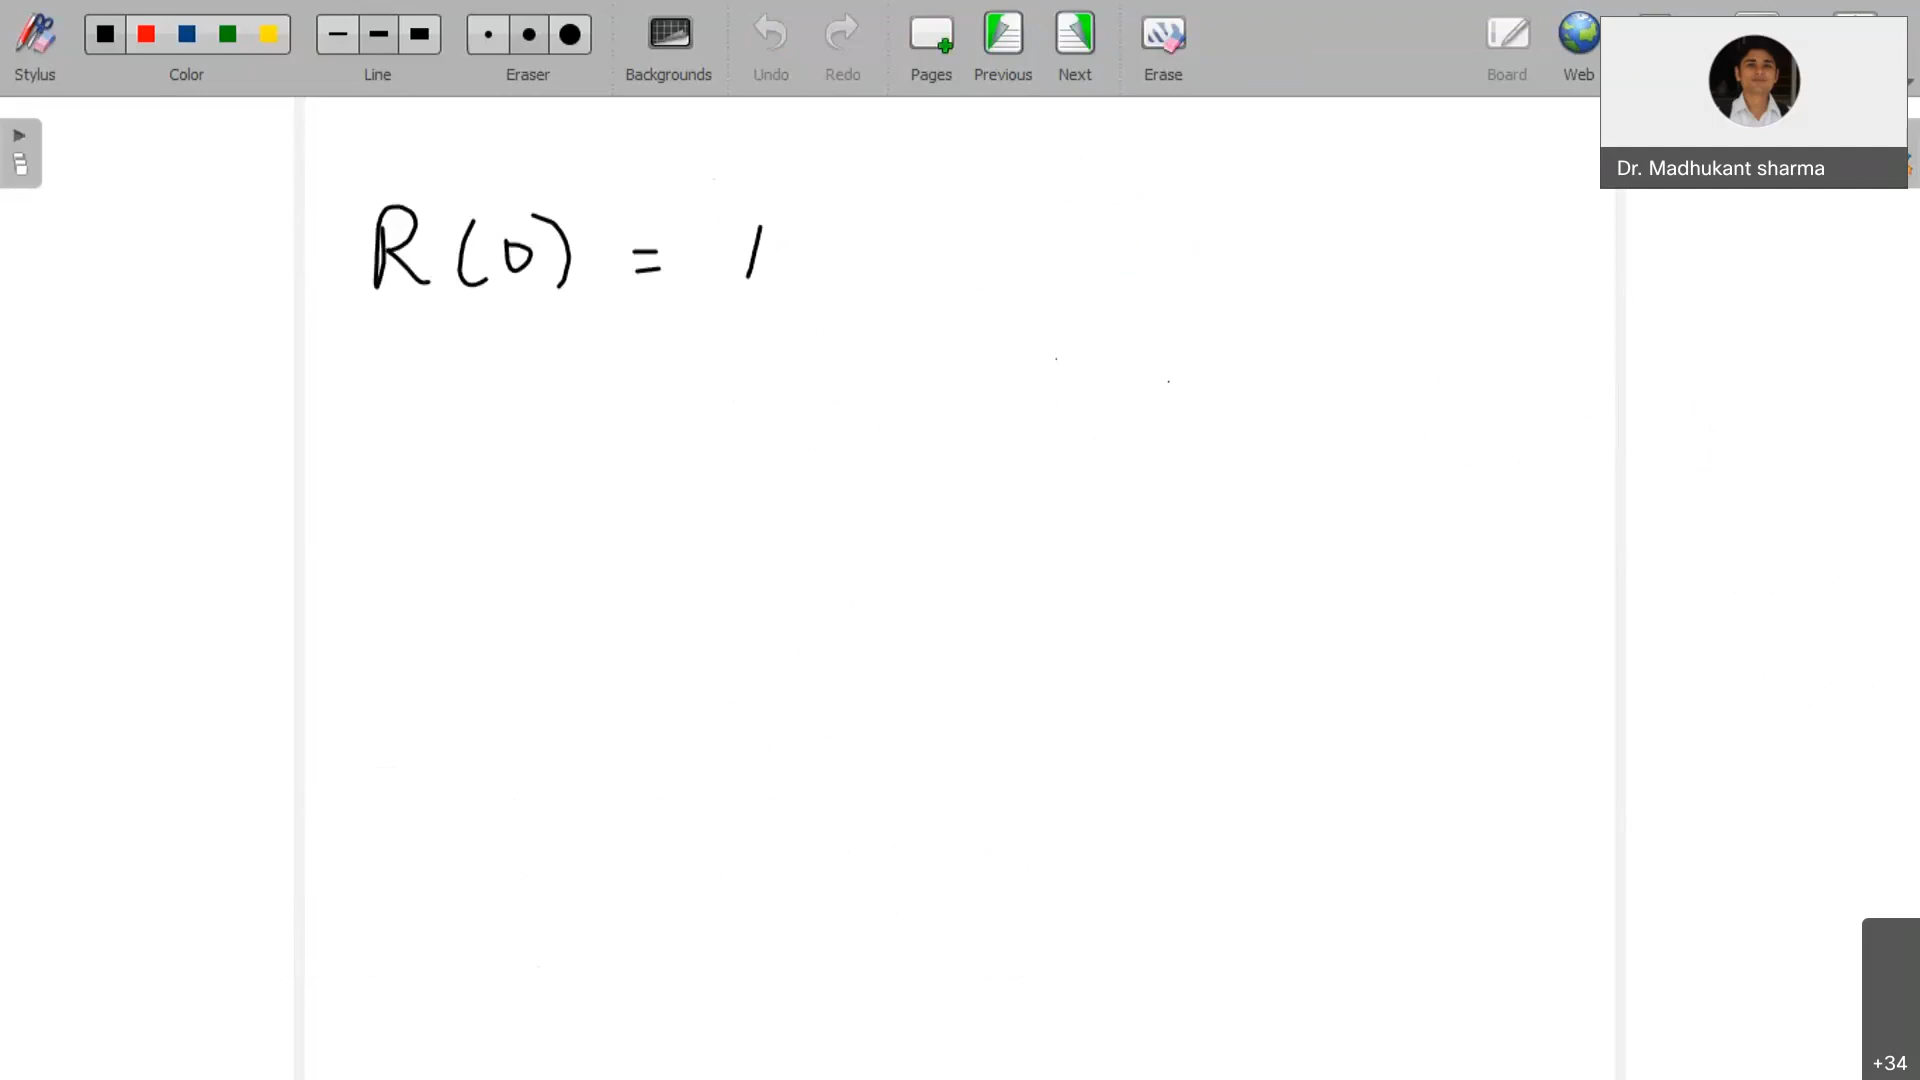 Stylus Color Line Eraser Backgrounds Undo Redo Pages Previous Next Erase Board Web
Dr. Madhukant sharma
R(0) = 1
+34